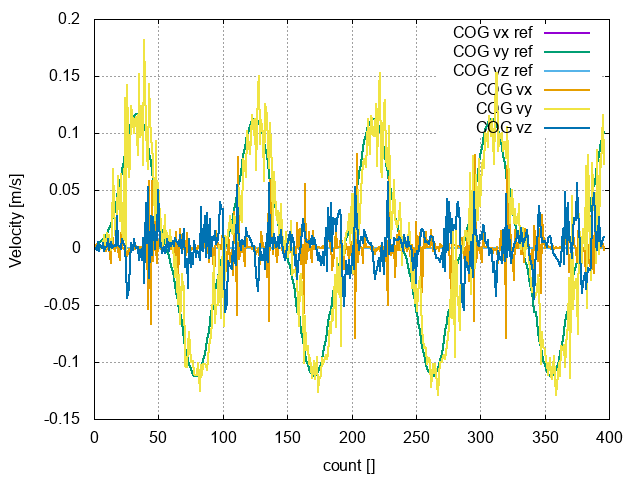 0.2
0.15
0.1
0.05
0
-0.05
-0.1
-0.15
0
50
100
150
200
250
300
350
400
Velocity [m/s]
count []
COG vx ref
COG vy ref
COG vz ref
COG vx
COG vy
COG vz